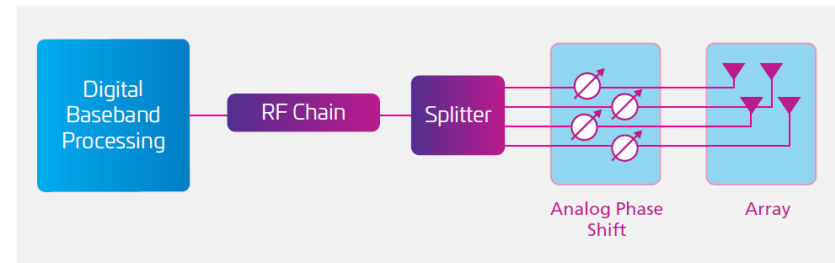 Digital
Baseband
Processing
RF Chain
Splitter
Analog Phase
Shift
Array